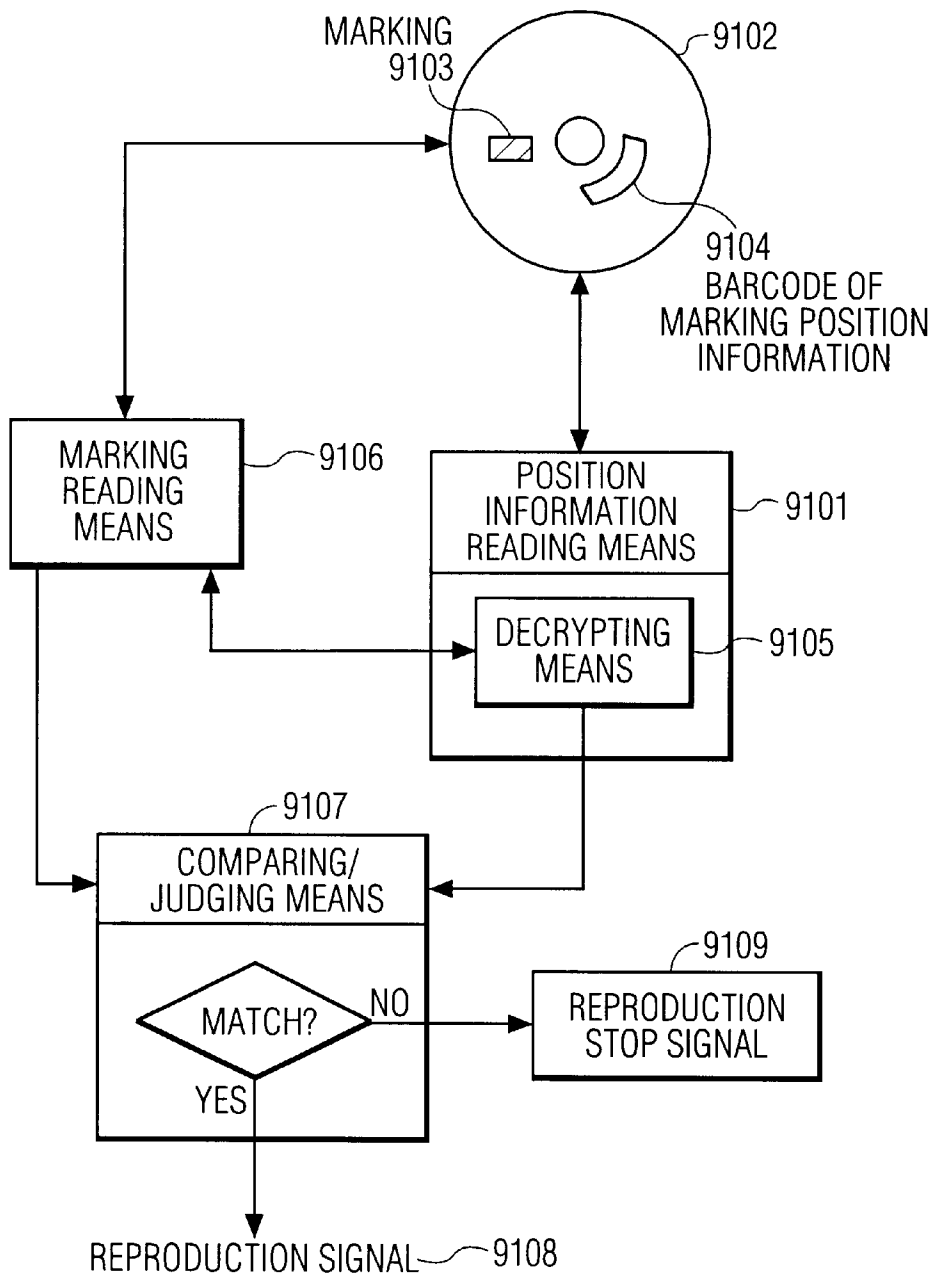 MARKING
9103
9102
9104
BARCODE OF
MARKING POSITION
INFORMATION
MARKING
READING
MEANS
9106
POSITION
INFORMATION
READING MEANS
9101
DECRYPTING
MEANS
9105
9107
COMPARING/
JUDGING MEANS
MATCH?
NO
YES
9109
REPRODUCTION
STOP SIGNAL
REPRODUCTION SIGNAL
9108